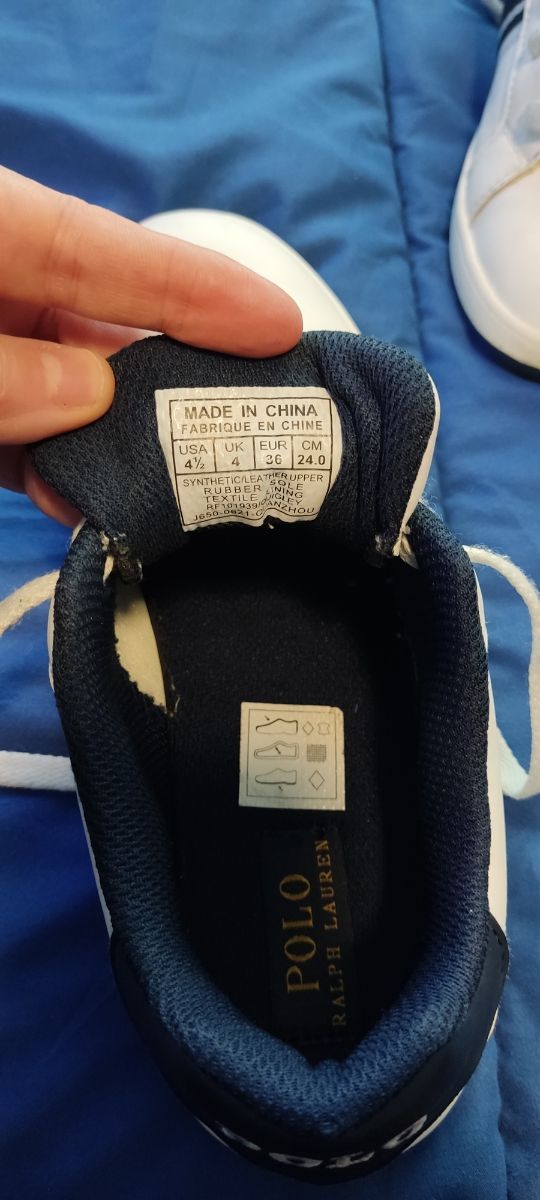 MADE IN CHINA
FABRIQUE EN CHINE
USA UK EUR CM
4½ 4 36 24.0
SYNTHETIC/LEATHER UPPER
RUBBER SOLE
TEXTILE LINING
POLO
RALPH LAUREN